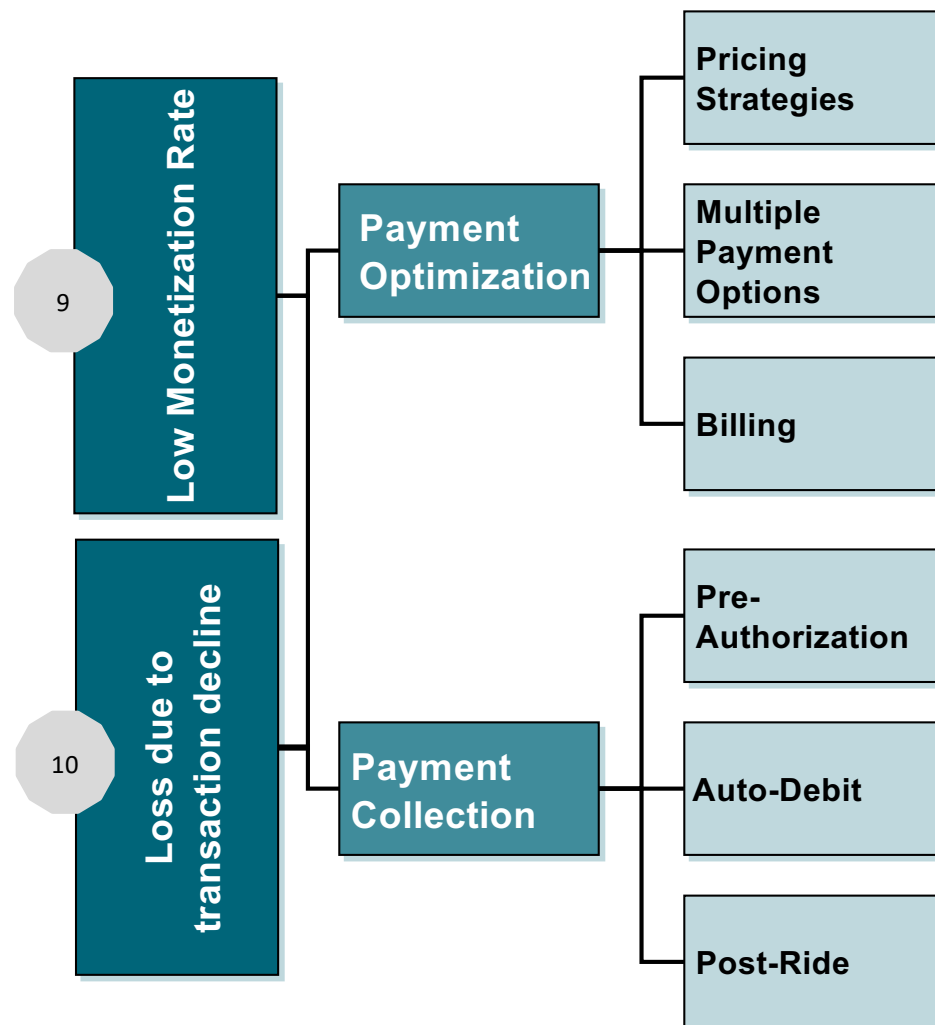 9
Low Monetization Rate
10
Loss due to
transaction decline
Payment
Optimization
Payment
Collection
Pricing
Strategies
Multiple
Payment
Options
Billing
Pre-
Authorization
Auto-Debit
Post-Ride